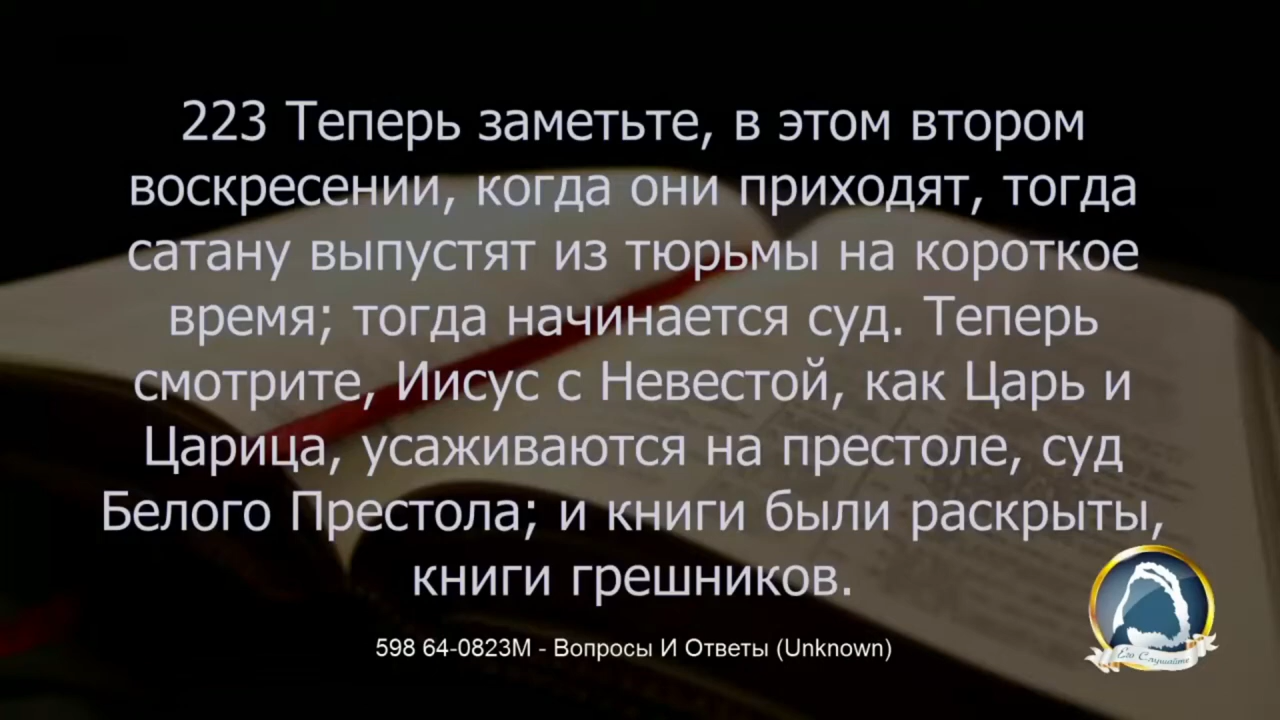 223 Теперь заметьте, в этом втором
воскресении, когда они приходят, тогда
сатану выпустят из тюрьмы на короткое
время; тогда начинается суд. Теперь
смотрите, Иисус с Невестой, как Царь и
Царица, усаживаются на престоле, суд
Белого Престола; и книги были раскрыты,
книги грешников.
598 64-0823M - Вопросы И Ответы (Unknown)
Его Слушайте